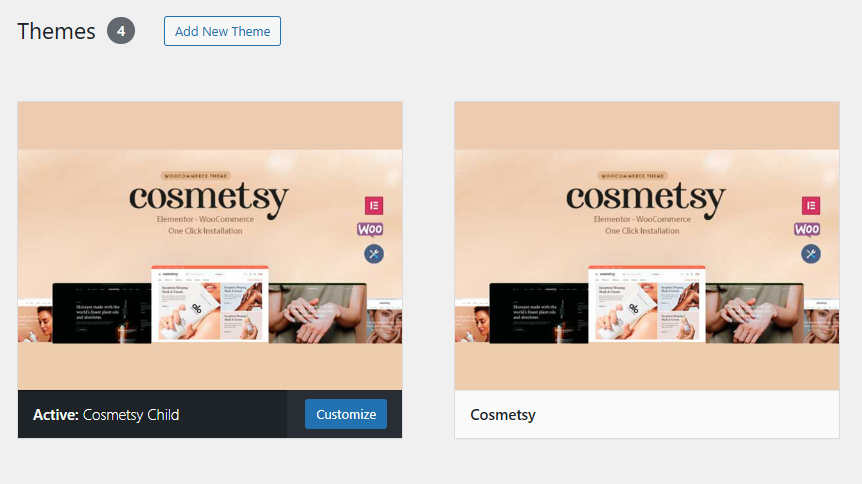 Themes 4 Add New Theme
WOOCOMMERCE THEME
cosmetsy
Elementor - WooCommerce
One Click Installation
WOO
Skincare made with the
world's finest plant oils
and absolutes.
cosmetsy
Active: Cosmetsy Child
Customize
WOOCOMMERCE THEME
cosmetsy
Elementor - WooCommerce
One Click Installation
WOO
Skincare made with the
world's finest plant oils
and absolutes.
cosmetsy
Cosmetsy